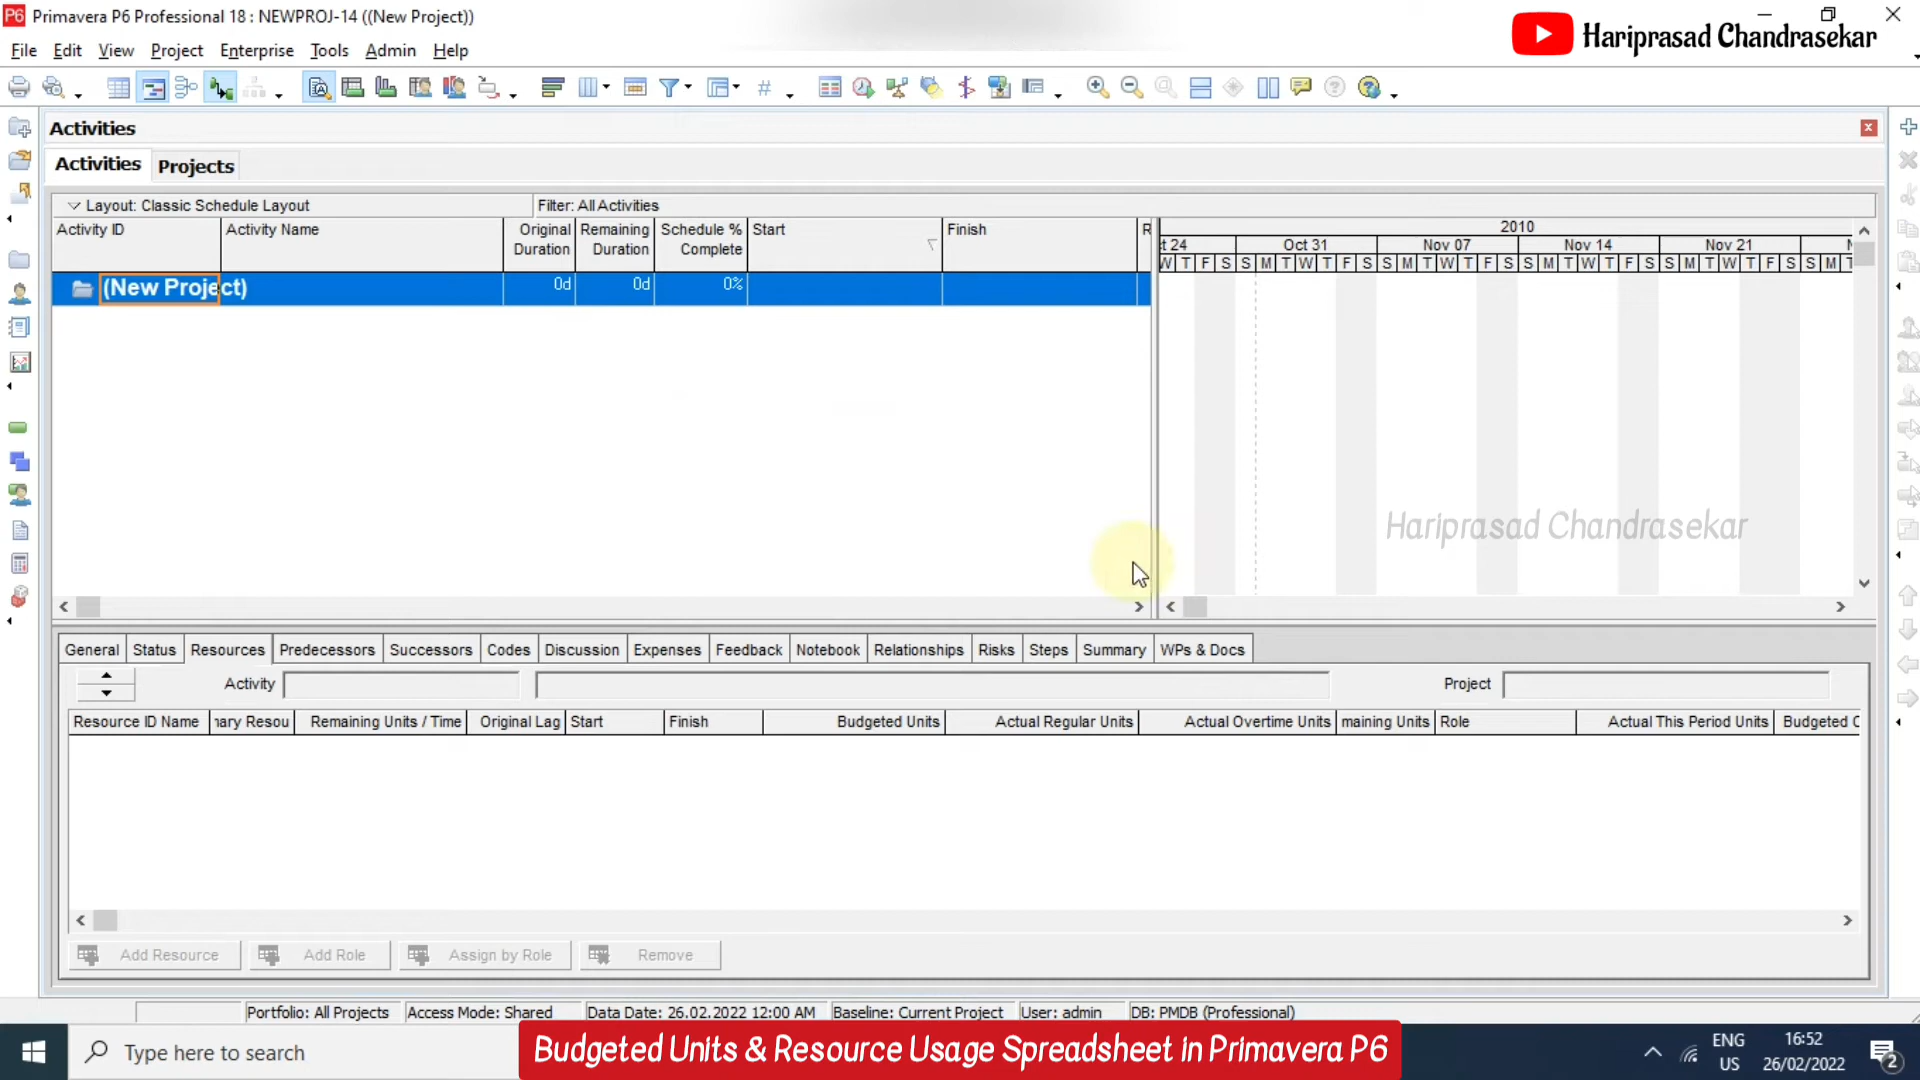 Primavera P6 Professional 18 : NEWPROJ-14 ((New Project))
Hariprasad Chandrasekar
File Edit View Project Enterprise Tools Admin Help
Activities
Activities Projects
Layout: Classic Schedule Layout Filter: All Activities
Activity ID Activity Name Original Duration Remaining Duration Schedule % Complete Start Finish R
2010
t 24 Oct 31 Nov 07 Nov 14 Nov 21 N
W T F S S M T W T F S S M T W T F S S M T W T F S S M T W T F S S M T
(New Project) 0d 0d 0%
Hariprasad Chandrasekar
General Status Resources Predecessors Successors Codes Discussion Expenses Feedback Notebook Relationships Risks Steps Summary WPs & Docs
Activity Project
Resource ID Name nary Resou Remaining Units / Time Original Lag Start Finish Budgeted Units Actual Regular Units Actual Overtime Units maining Units Role Actual This Period Units Budgeted C
Add Resource Add Role Assign by Role Remove
Portfolio: All Projects Access Mode: Shared Data Date: 26.02.2022 12:00 AM Baseline: Current Project User: admin DB: PMDB (Professional)
Type here to search
Budgeted Units & Resource Usage Spreadsheet in Primavera P6
ENG
US
16:52
26/02/2022
2